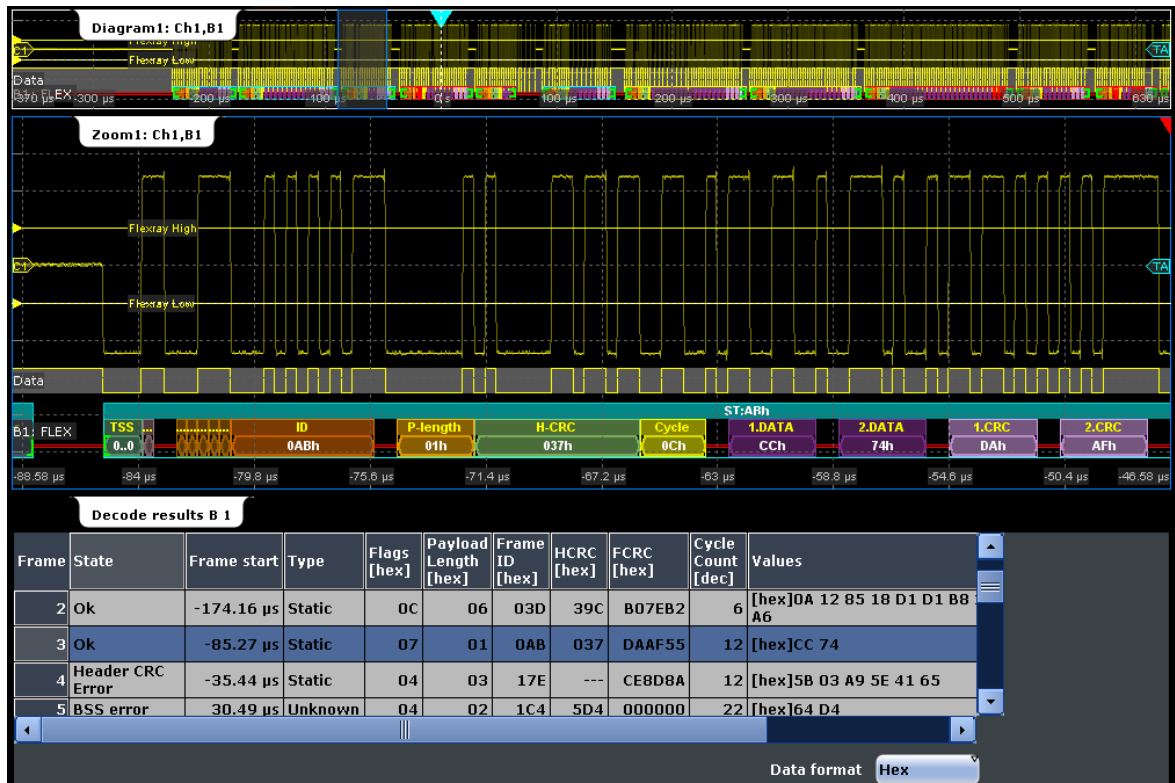 Diagram1: Ch1,B1
Flexray High
C1
TA
Flexray Low
Data
B1: FLEX
-370 µs -300 µs -200 µs -100 µs 0 s 100 µs 200 µs 300 µs 400 µs 500 µs 630 µs
Zoom1: Ch1,B1
Flexray High
C1
TA
Flexray Low
Data
ST:ABh
B1: FLEX TSS ... ID P-length H-CRC Cycle 1.DATA 2.DATA 1.CRC 2.CRC
0..0 0ABh 01h 037h 0Ch CCh 74h DAh AFh
-88.58 µs -84 µs -79.8 µs -75.6 µs -71.4 µs -67.2 µs -63 µs -58.8 µs -54.6 µs -50.4 µs -46.58 µs
Decode results B 1
Frame State Frame start Type Flags [hex] Payload Length [hex] Frame ID [hex] HCRC [hex] FCRC [hex] Cycle Count [dec] Values
2 Ok -174.16 µs Static 0C 06 03D 39C B07EB2 6 [hex]0A 12 85 18 D1 D1 B8
A6
3 Ok -85.27 µs Static 07 01 0AB 037 DAAF55 12 [hex]CC 74
4 Header CRC Error -35.44 µs Static 04 03 17E --- CE8D8A 12 [hex]5B 03 A9 5E 41 65
5 BSS error 30.49 µs Unknown 04 02 1C4 5D4 000000 22 [hex]64 D4
Data format Hex